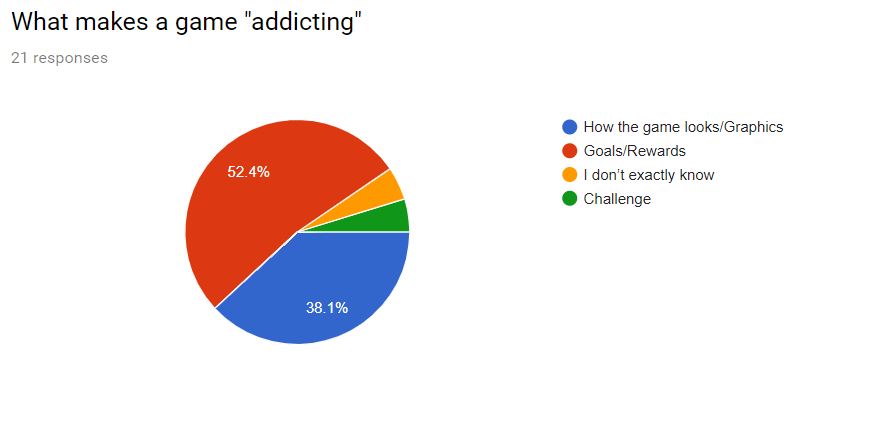 What makes a game "addicting"
21 responses
52.4%
38.1%
How the game looks/Graphics
Goals/Rewards
I don’t exactly know
Challenge